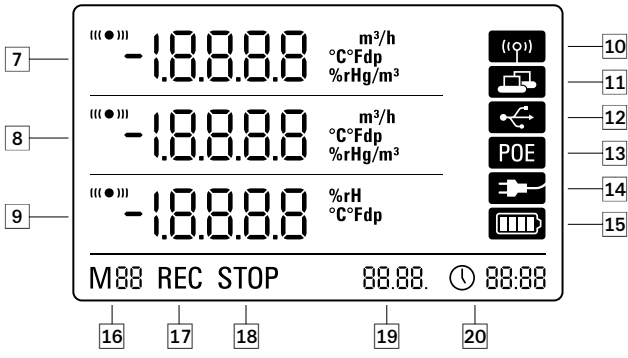 m³/h
7 -1.8.8.8.8 °C°Fdp
%rHg/m³
m³/h
8 -1.8.8.8.8 °C°Fdp
%rHg/m³
%rH
9 -1.8.8.8.8 °C°Fdp
10
11
12
POE 13
14
15
M88 REC STOP 88.88. 88:88
16 17 18 19 20